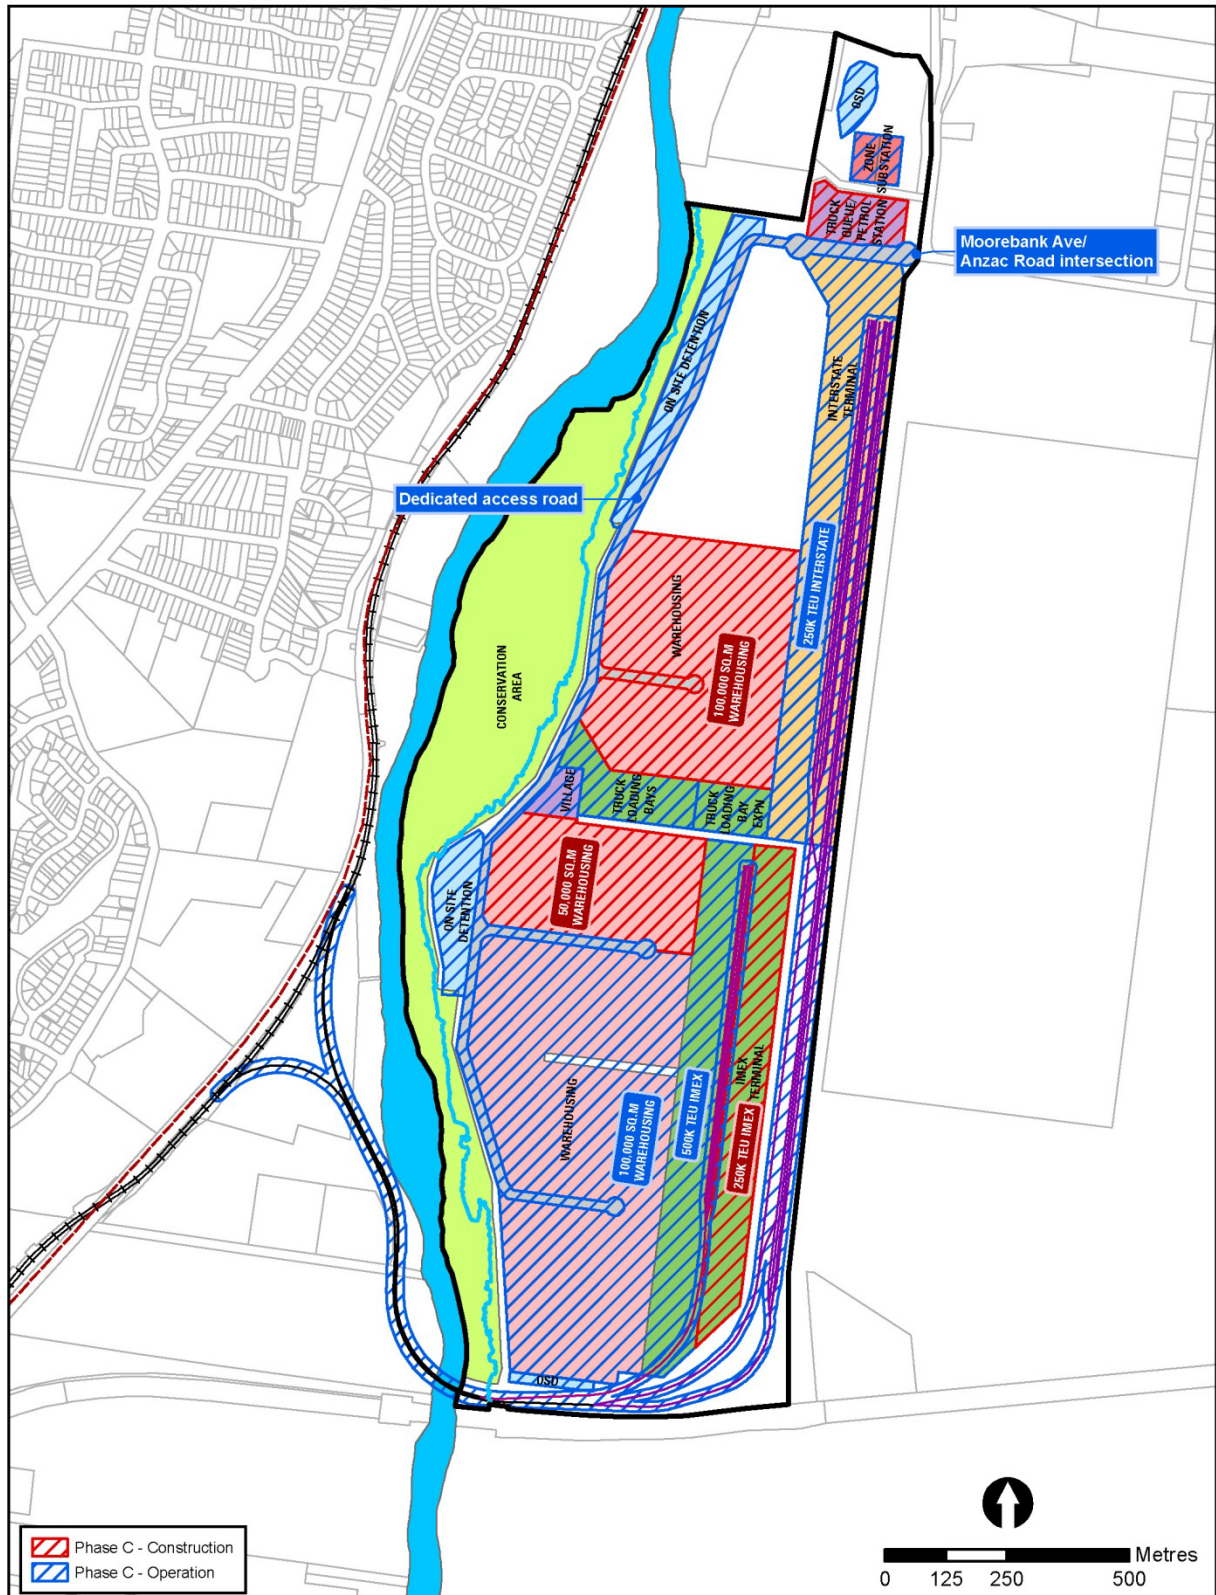 OSD
ZONE
SUBSTATION
TRUCK
QUEUE/
PETROL
STATION
Moorebank Ave/
Anzac Road intersection
ON SITE DETENTION
INTERSTATE
TERMINAL
Dedicated access road
250K TEU INTERSTATE
WAREHOUSING
100,000 SQ.M
WAREHOUSING
CONSERVATION
AREA
VILLAGE
TRUCK
LOADING
BAYS
TRUCK
LOADING
BAY
EXPN
50,000 SQ.M
WAREHOUSING
ON SITE
DETENTION
WAREHOUSING
100,000 SQ.M
WAREHOUSING
500K TEU IMEX
IMEX
TERMINAL
250K TEU IMEX
OSD
Phase C - Construction
Phase C - Operation
Metres
0 125 250 500